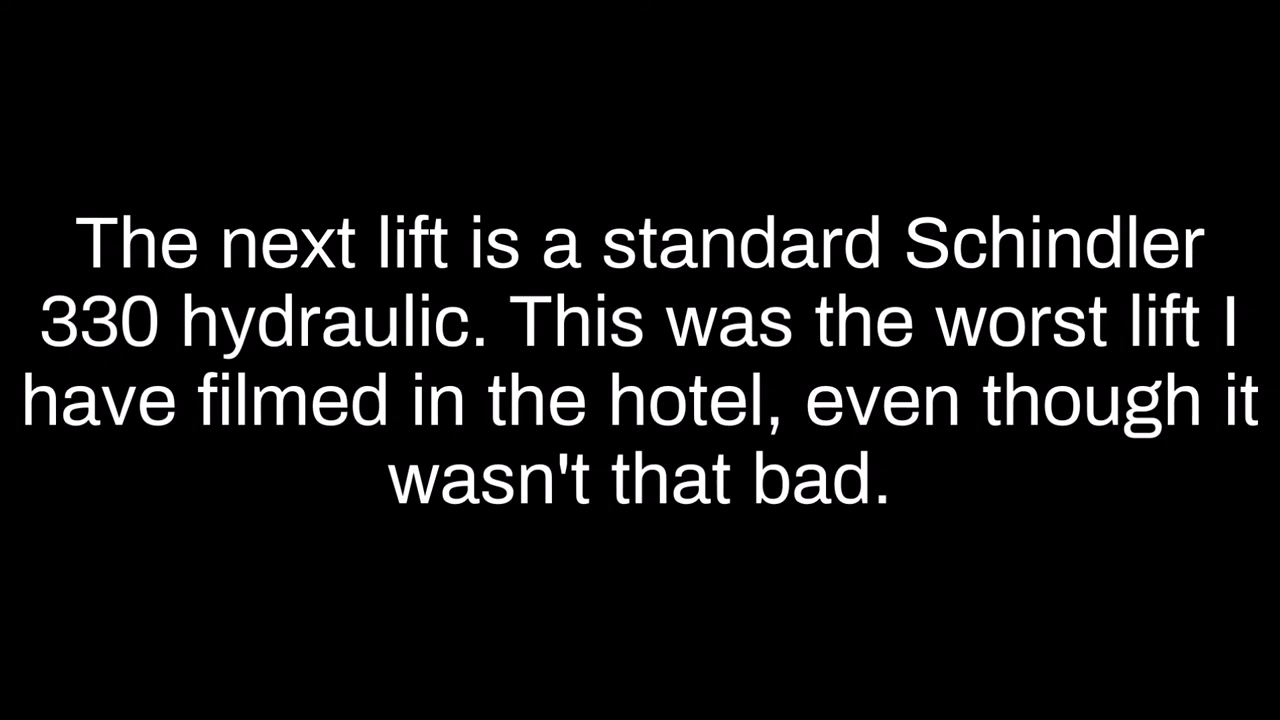 The next lift is a standard Schindler
330 hydraulic. This was the worst lift I
have filmed in the hotel, even though it
wasn't that bad.